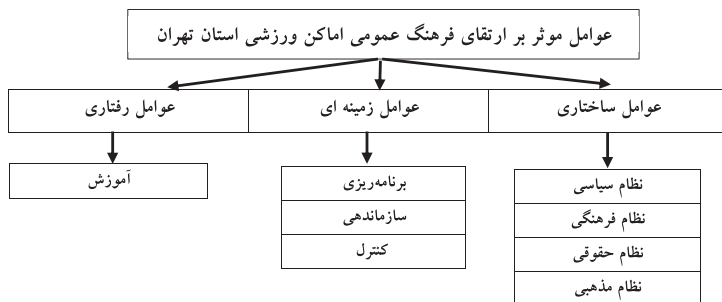 عوامل موثر بر ارتقای فرهنگ عمومی اماکن ورزشی استان تهران
عوامل ساختاری
عوامل زمینه ای
عوامل رفتاری
نظام سیاسی
نظام فرهنگی
نظام حقوقی
نظام مذهبی
برنامه‌ریزی
سازماندهی
کنترل
آموزش